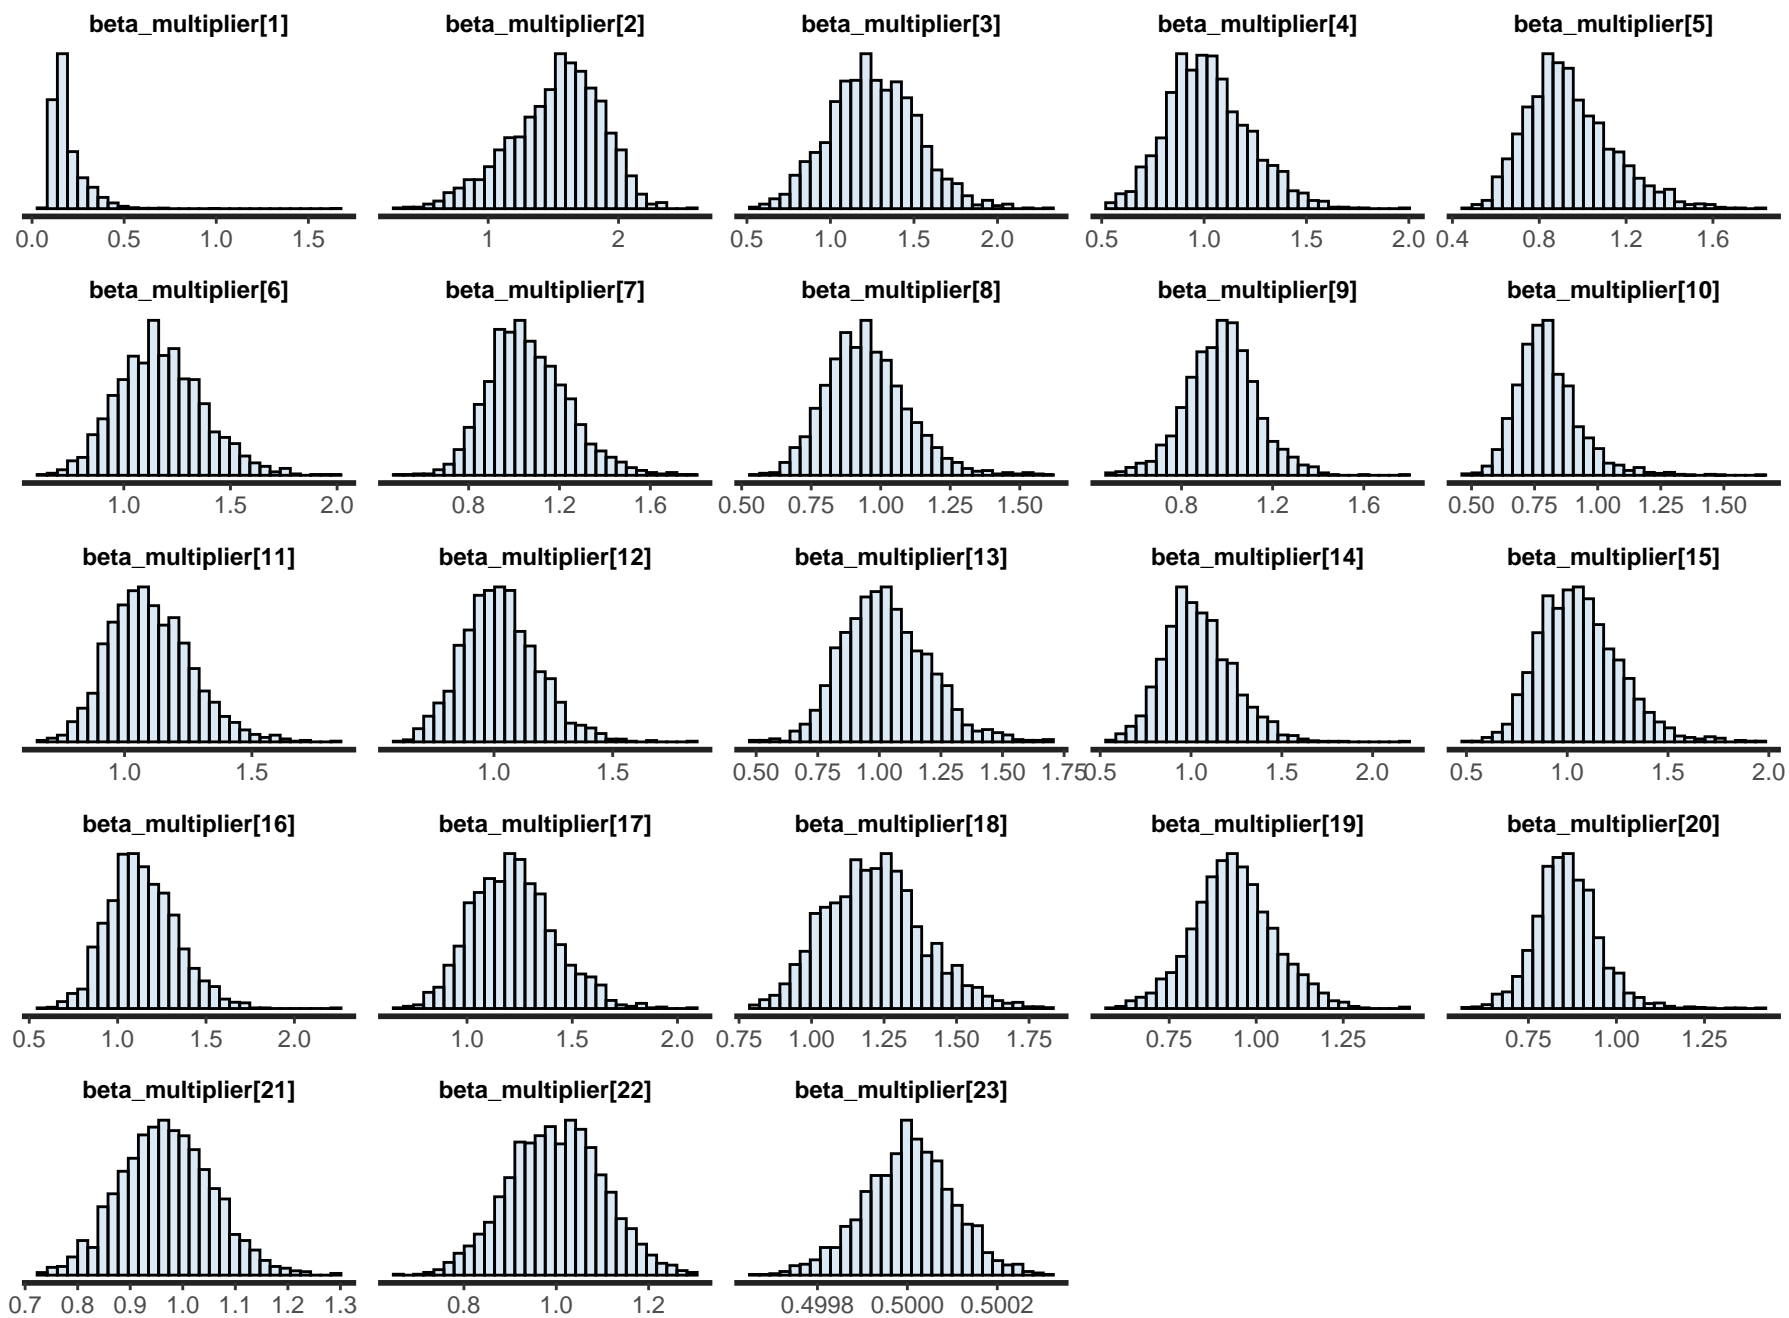 beta_multiplier[1] beta_multiplier[2] beta_multiplier[3] beta_multiplier[4] beta_multiplier[5]
0.0 0.5 1.0 1.5 1 2 0.5 1.0 1.5 2.0 0.5 1.0 1.5 2.0 0.4 0.8 1.2 1.6
beta_multiplier[6] beta_multiplier[7] beta_multiplier[8] beta_multiplier[9] beta_multiplier[10]
1.0 1.5 2.0 0.8 1.2 1.6 0.50 0.75 1.00 1.25 1.50 0.8 1.2 1.6 0.50 0.75 1.00 1.25 1.50
beta_multiplier[11] beta_multiplier[12] beta_multiplier[13] beta_multiplier[14] beta_multiplier[15]
1.0 1.5 1.0 1.5 0.50 0.75 1.00 1.25 1.50 1.75 0.5 1.0 1.5 2.0 0.5 1.0 1.5 2.0
beta_multiplier[16] beta_multiplier[17] beta_multiplier[18] beta_multiplier[19] beta_multiplier[20]
0.5 1.0 1.5 2.0 1.0 1.5 2.0 0.75 1.00 1.25 1.50 1.75 0.75 1.00 1.25 0.75 1.00 1.25
beta_multiplier[21] beta_multiplier[22] beta_multiplier[23]
0.7 0.8 0.9 1.0 1.1 1.2 1.3 0.8 1.0 1.2 0.4998 0.5000 0.5002